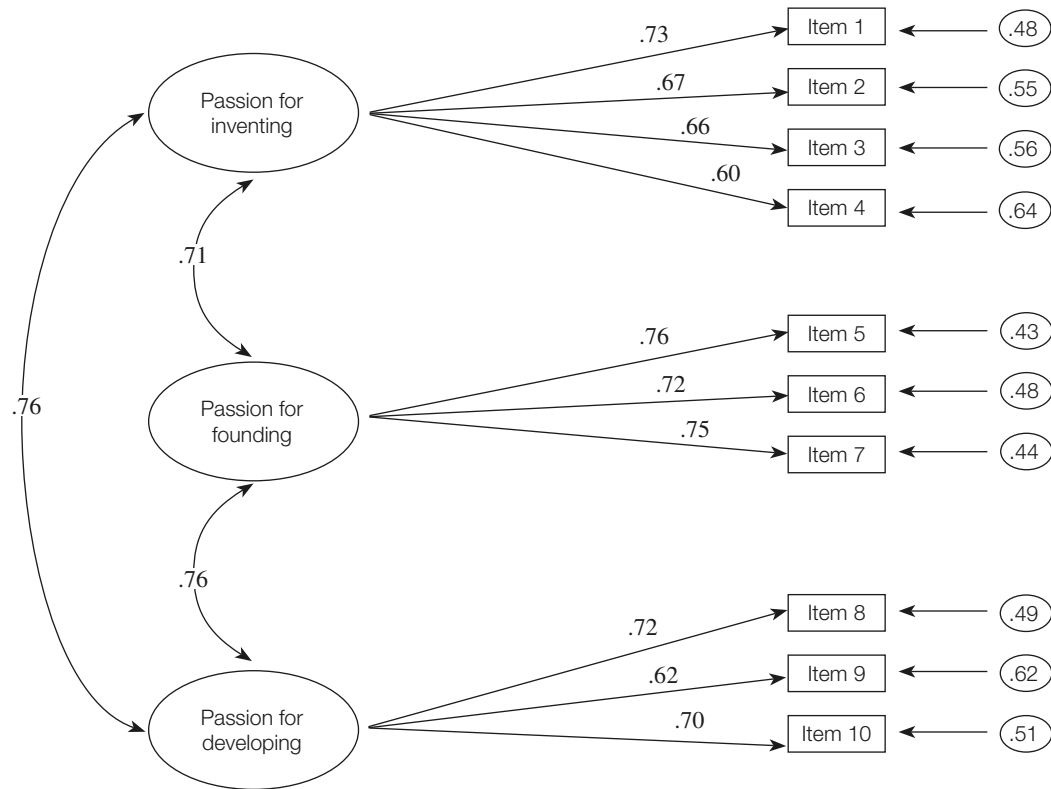 .73
Item 1
.48
Passion for
inventing
.67
Item 2
.55
.66
Item 3
.56
.60
Item 4
.64
.71
.76
Item 5
.43
.76
Passion for
founding
.72
Item 6
.48
.75
Item 7
.44
.76
.72
Item 8
.49
Passion for
developing
.62
Item 9
.62
.70
Item 10
.51